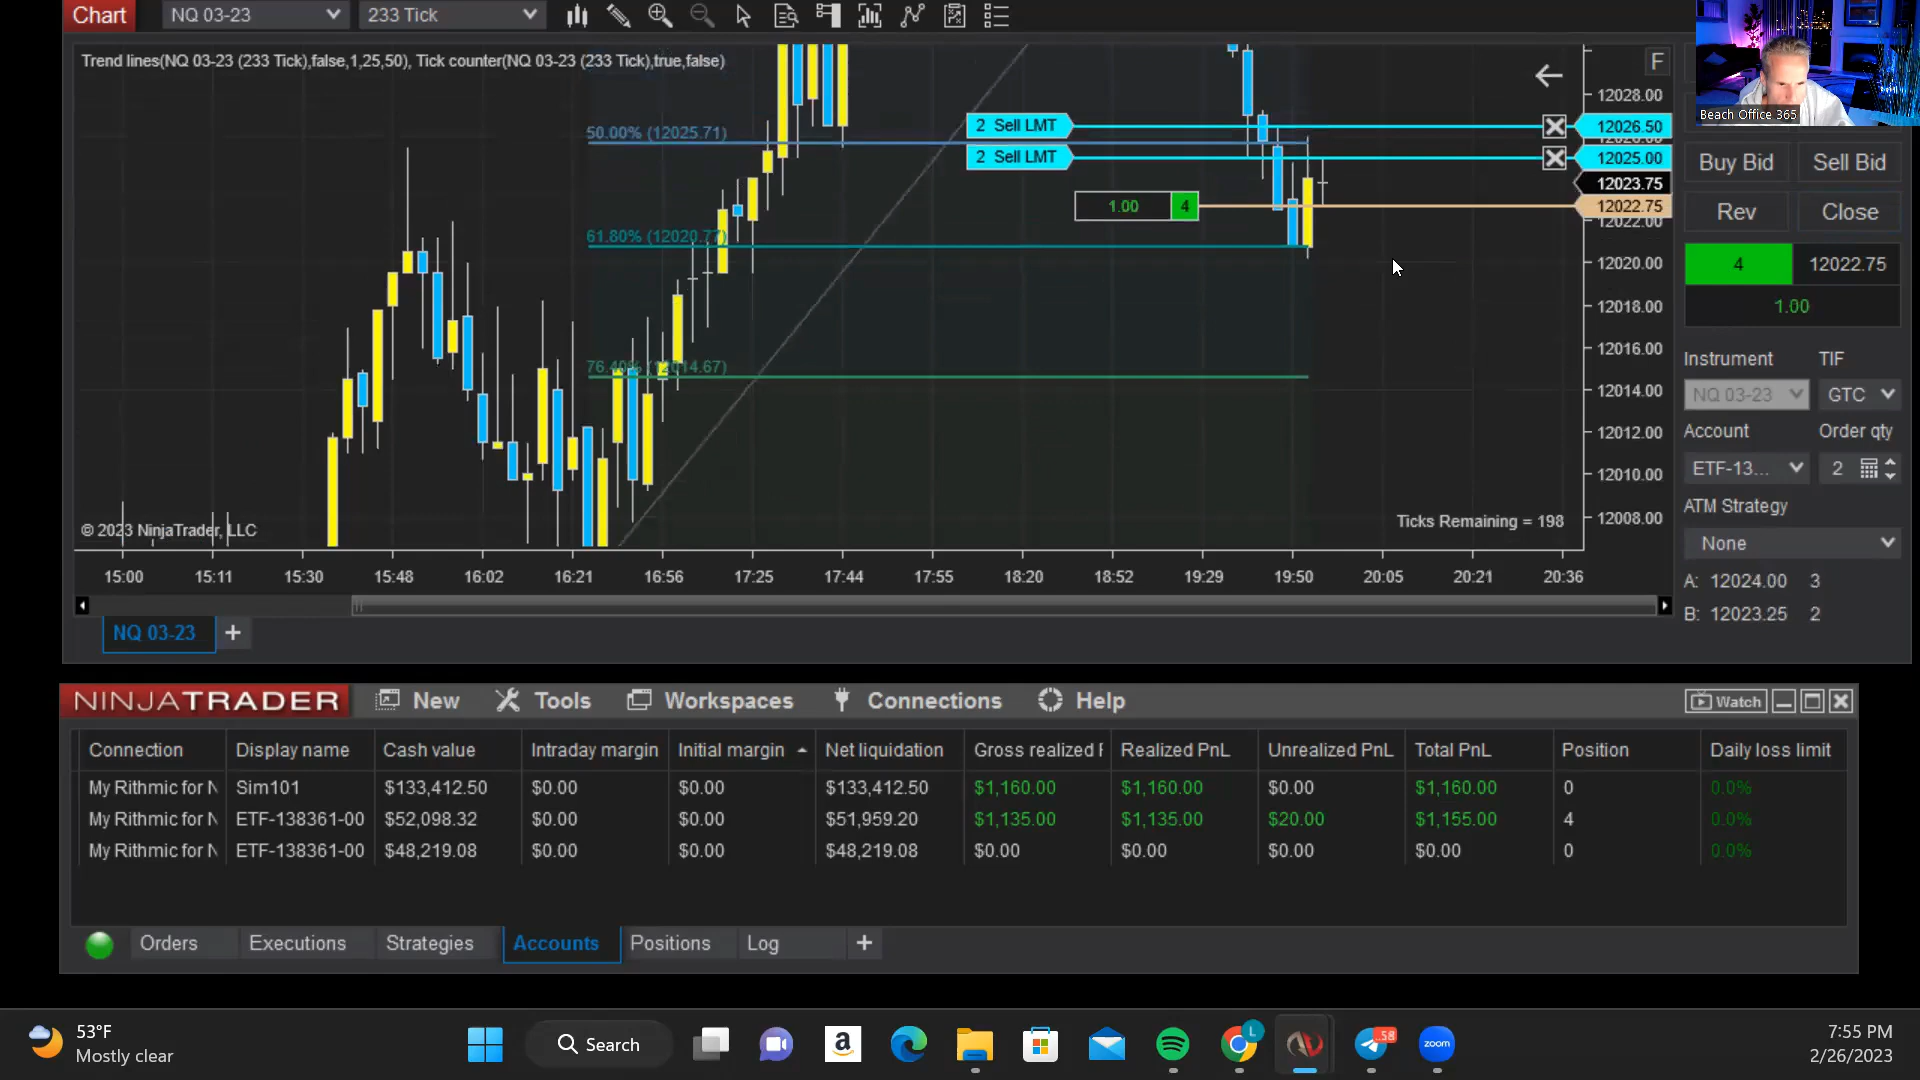 Chart
NQ 03-23
233 Tick
Trend lines(NQ 03-23 (233 Tick),false,1,25,50), Tick counter(NQ 03-23 (233 Tick),true,false)
F
Beach Office 365
50.00% (12025.71)
61.80% (12020.77)
76.40% (12014.67)
2 Sell LMT
2 Sell LMT
1.00 4
12028.00
12026.50
12025.00
12023.75
12022.75
12022.00
12020.00
12018.00
12016.00
12014.00
12012.00
12010.00
12008.00
© 2023 NinjaTrader, LLC
Ticks Remaining = 198
15:00 15:11 15:30 15:48 16:02 16:21 16:56 17:25 17:44 17:55 18:20 18:52 19:29 19:50 20:05 20:21 20:36
NQ 03-23 +
Buy Bid Sell Bid
Rev Close
4 12022.75
1.00
Instrument TIF
NQ 03-23 GTC
Account Order qty
ETF-13... 2
ATM Strategy
None
A: 12024.00 3
B: 12023.25 2
NINJATRADER New Tools Workspaces Connections Help Watch
Connection Display name Cash value Intraday margin Initial margin Net liquidation Gross realized Realized PnL Unrealized PnL Total PnL Position Daily loss limit
My Rithmic for Sim101 $133,412.50 $0.00 $0.00 $133,412.50 $1,160.00 $1,160.00 $0.00 $1,160.00 0 0.0%
My Rithmic for ETF-138361-00 $52,098.32 $0.00 $0.00 $51,959.20 $1,135.00 $1,135.00 $20.00 $1,155.00 4 0.0%
My Rithmic for ETF-138361-00 $48,219.08 $0.00 $0.00 $48,219.08 $0.00 $0.00 $0.00 $0.00 0 0.0%
Orders Executions Strategies Accounts Positions Log +
53°F
Mostly clear
Search
a
L
58
zoom
7:55 PM
2/26/2023